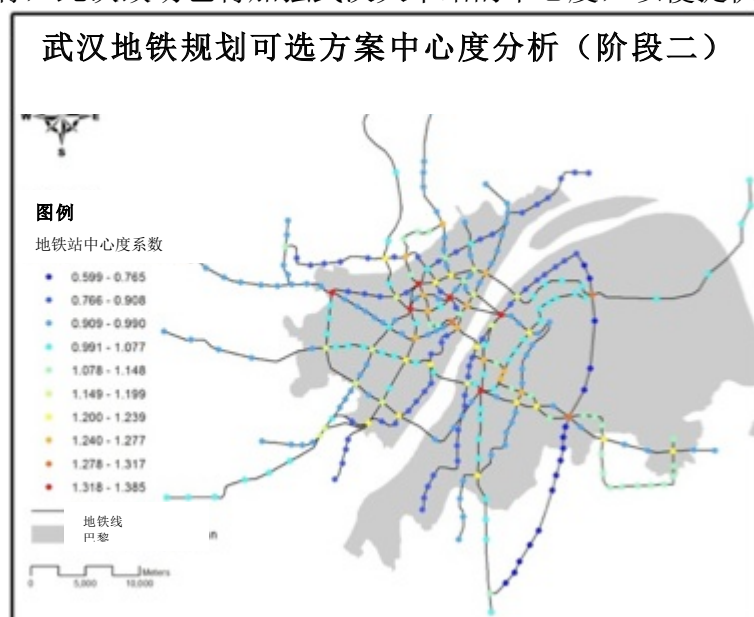 武汉地铁规划可选方案中心度分析（阶段二）
W E
S
图例
地铁站中心度系数
0.599 - 0.765
0.766 - 0.908
0.909 - 0.990
0.991 - 1.077
1.078 - 1.148
1.149 - 1.199
1.200 - 1.239
1.240 - 1.277
1.278 - 1.317
1.318 - 1.385
地铁线
巴黎
Meters
0 5,000 10,000